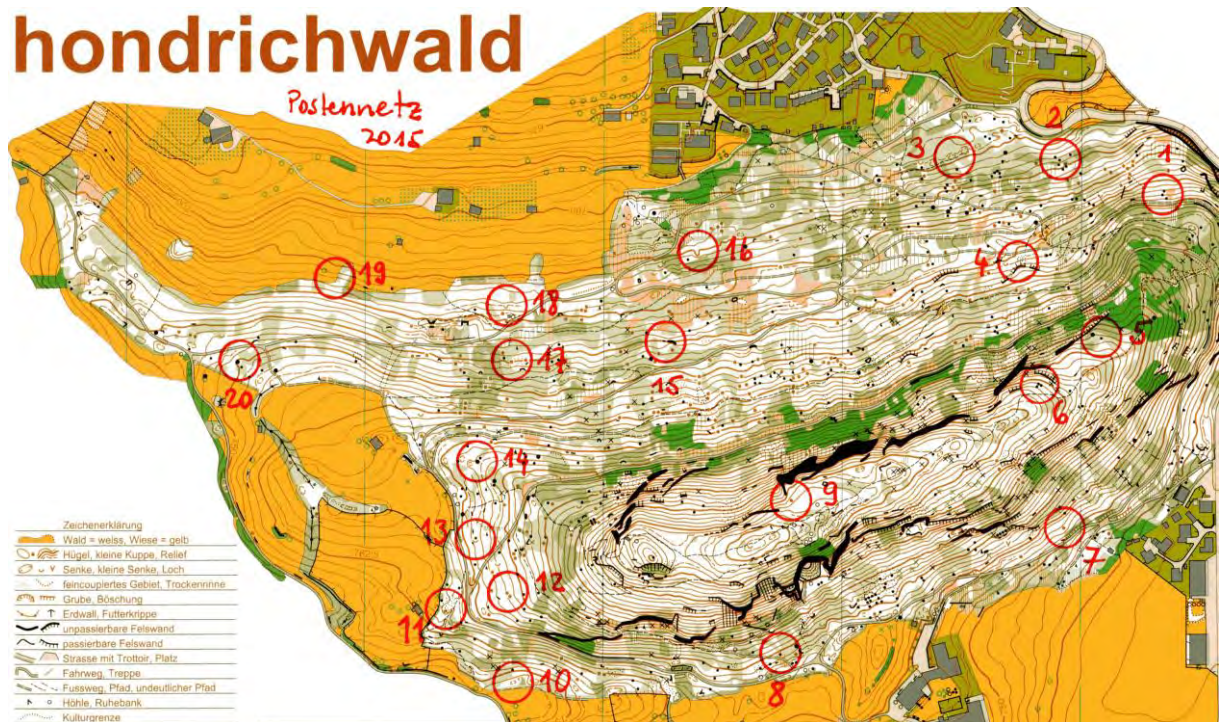 hondrichwald
Postennetz
2015
2
3
1
16
4
19
18
5
17
15
20
6
14
9
13
7
12
11
10
8
Zeichenerklärung
Wald = weiss, Wiese = gelb
Hügel, kleine Kuppe, Relief
Senke, kleine Senke, Loch
feincoupiertes Gebiet, Trockenrinne
Grube, Böschung
Erdwall, Futterkrippe
unpassierbare Felswand
passierbare Felswand
Strasse mit Trottoir, Platz
Fahrweg, Treppe
Fussweg, Pfad, undeutlicher Pfad
Höhle, Ruhebank
Kulturgrenze